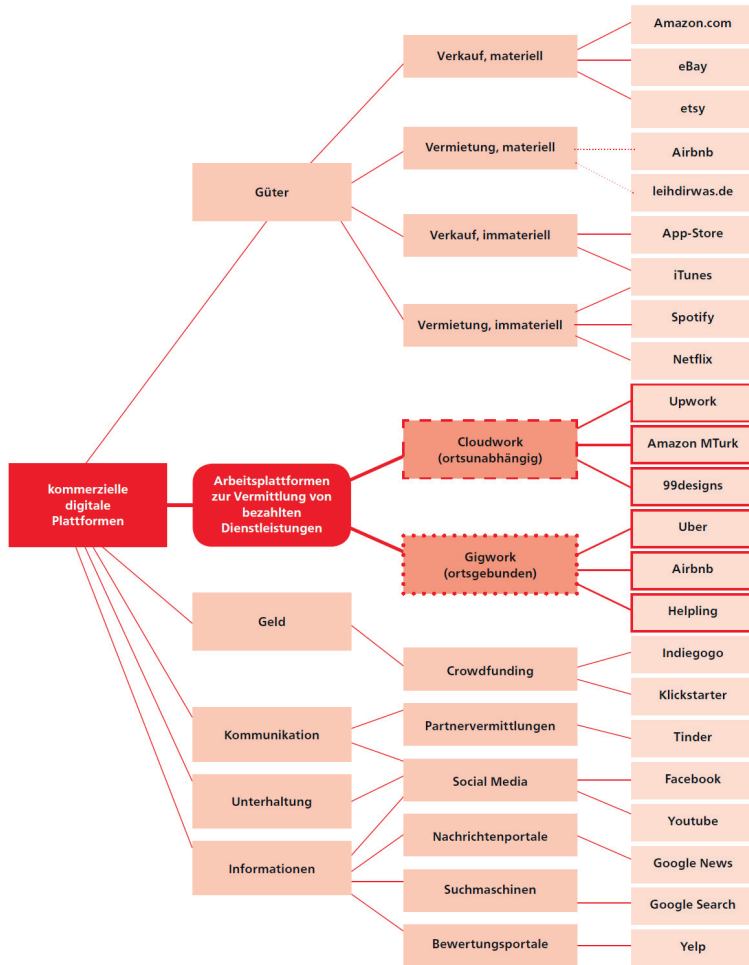 Amazon.com
Verkauf, materiell
eBay
etsy
Vermietung, materiell
Airbnb
Güter
leihdirwas.de
Verkauf, immateriell
App-Store
iTunes
Vermietung, immateriell
Spotify
Netflix
Upwork
Cloudwork
(ortsunabhängig)
Amazon MTurk
99designs
kommerzielle
digitale
Plattformen
Arbeitsplattformen
zur Vermittlung von
bezahlten
Dienstleistungen
Uber
Gigwork
(ortsgebunden)
Airbnb
Helpling
Geld
Indiegogo
Crowdfunding
Klickstarter
Kommunikation
Partnervermittlungen
Tinder
Unterhaltung
Social Media
Facebook
Youtube
Informationen
Nachrichtenportale
Google News
Suchmaschinen
Google Search
Bewertungsportale
Yelp